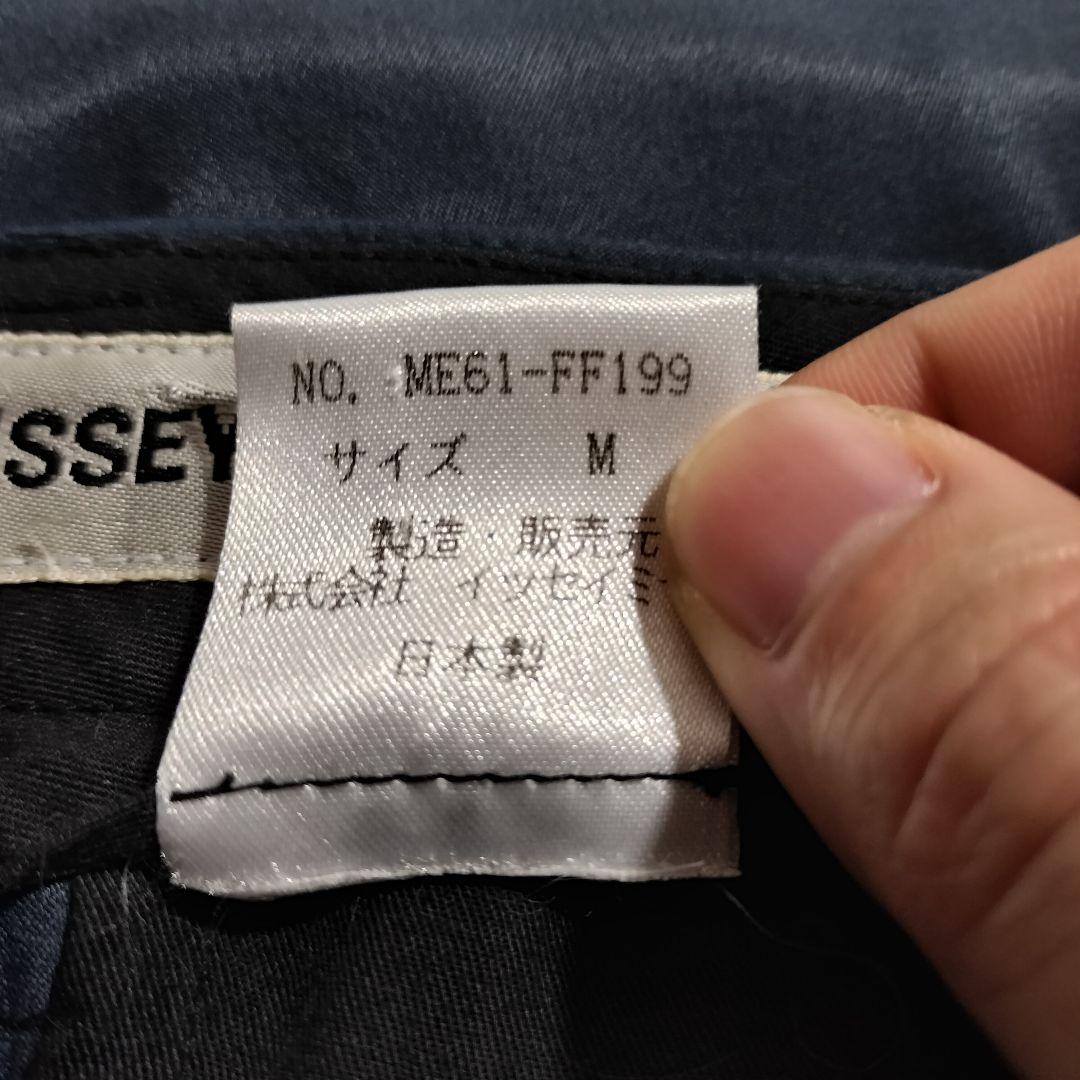 NO. ME61-FF199
サイズ M
製造・販売元
株式会社 イッセイミ
日本製
SSEY